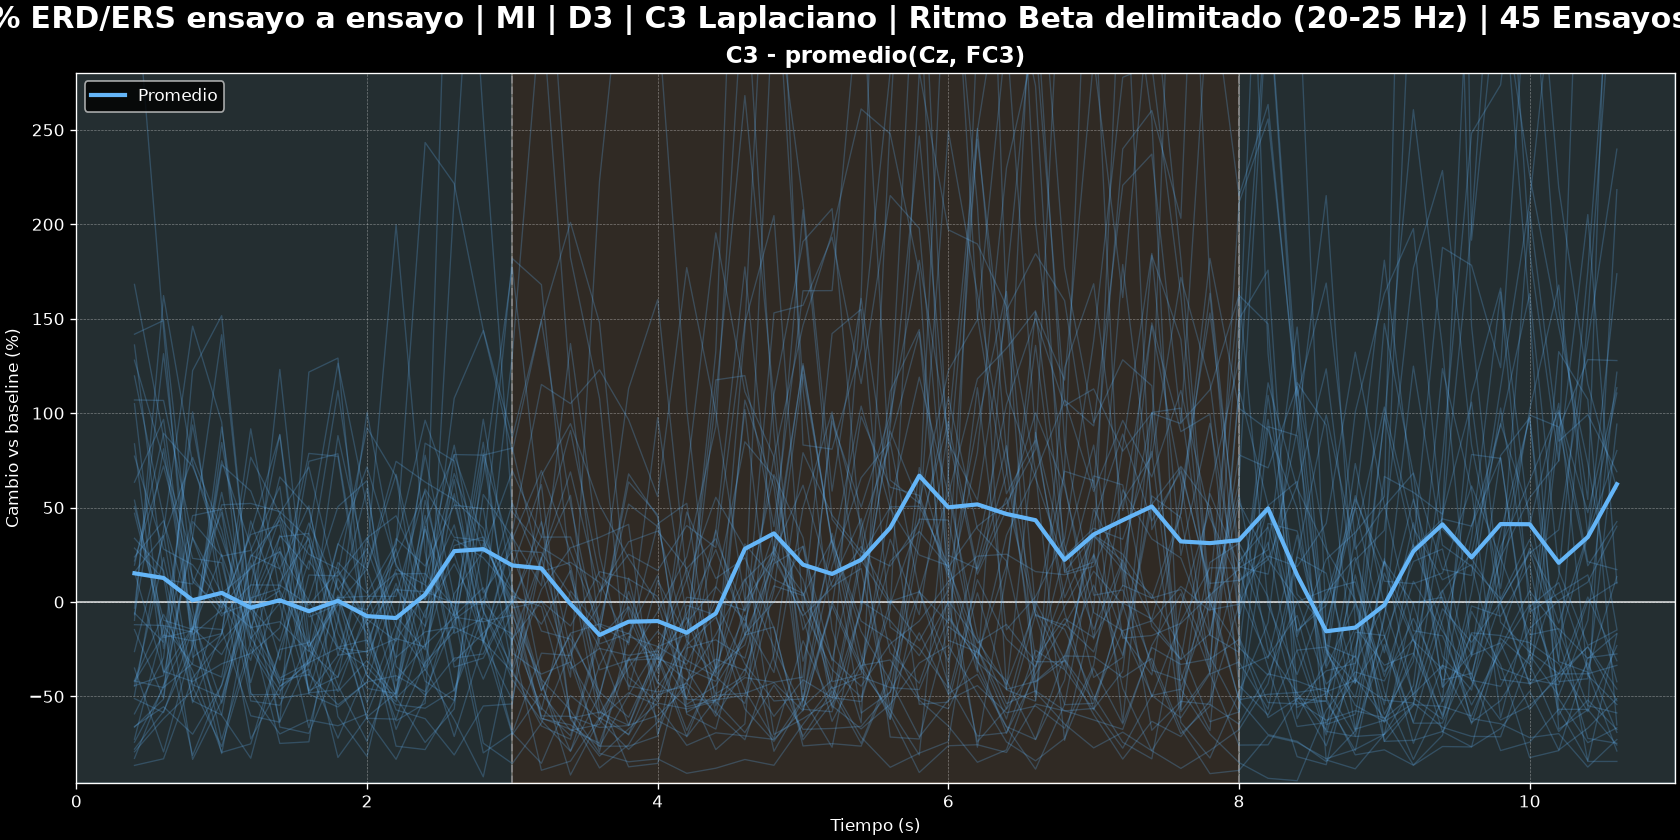 % ERD/ERS ensayo a ensayo | MI | D3 | C3 Laplaciano | Ritmo Beta delimitado (20-25 Hz) | 45 Ensayos
C3 - promedio(Cz, FC3)
Promedio
250
200
150
100
50
0
−50
Cambio vs baseline (%)
0 2 4 6 8 10
Tiempo (s)